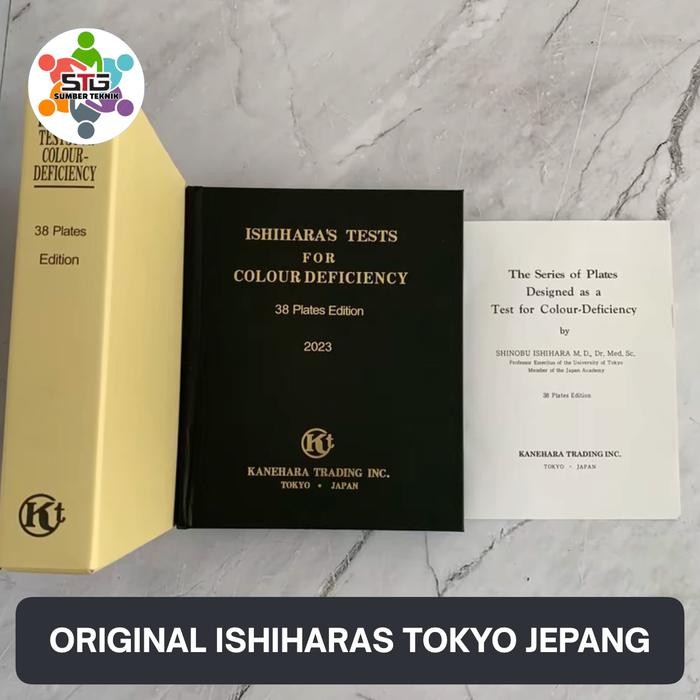 STG
SUMBER TEKNIK
COLOUR-
DEFICIENCY
38 Plates
Edition
Kt
ISHIHARA'S TESTS
FOR
COLOUR DEFICIENCY
38 Plates Edition
2023
Kt
KANEHARA TRADING INC.
TOKYO • JAPAN
The Series of Plates
Designed as a
Test for Colour-Deficiency
by
SHINOBU ISHIHARA M, D., Dr. Med. Sc.
Professor Emeritus of the University of Tokyo
Member of the Japan Academy
38 Plates Edition
KANEHARA TRADING INC.
TOKYO • JAPAN
ORIGINAL ISHIHARAS TOKYO JEPANG